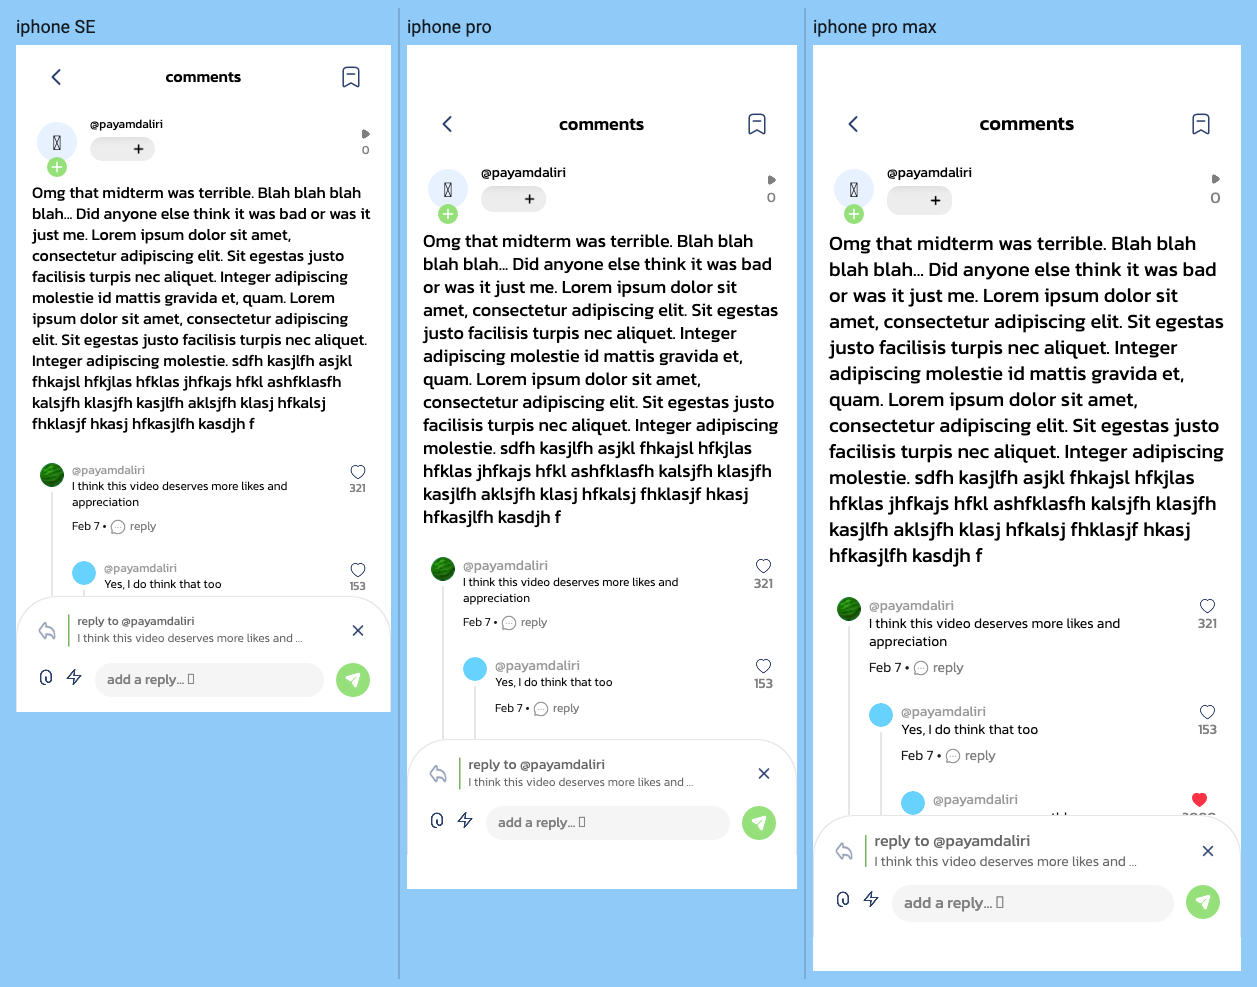 iphone SE
comments
@payamdaliri
+
0
Omg that midterm was terrible. Blah blah blah
blah... Did anyone else think it was bad or was it
just me. Lorem ipsum dolor sit amet,
consectetur adipiscing elit. Sit egestas justo
facilisis turpis nec aliquet. Integer adipiscing
molestie id mattis gravida et, quam. Lorem
ipsum dolor sit amet, consectetur adipiscing
elit. Sit egestas justo facilisis turpis nec aliquet.
Integer adipiscing molestie. sdfh kasjlfh asjkl
fhkajsl hfkjlas hfklas jhfkajs hfkl ashfklasfh
kalsjfh klasjfh kasjlfh aklsjfh klasj hfkalsj
fhklasjf hkasj hfkasjlfh kasdjh f
@payamdaliri
I think this video deserves more likes and
appreciation
321
Feb 7 • reply
@payamdaliri
Yes, I do think that too
153
reply to @payamdaliri
I think this video deserves more likes and ...
add a reply...
iphone pro
comments
@payamdaliri
+
0
Omg that midterm was terrible. Blah blah
blah blah... Did anyone else think it was bad
or was it just me. Lorem ipsum dolor sit
amet, consectetur adipiscing elit. Sit egestas
justo facilisis turpis nec aliquet. Integer
adipiscing molestie id mattis gravida et,
quam. Lorem ipsum dolor sit amet,
consectetur adipiscing elit. Sit egestas justo
facilisis turpis nec aliquet. Integer adipiscing
molestie. sdfh kasjlfh asjkl fhkajsl hfkjlas
hfklas jhfkajs hfkl ashfklasfh kalsjfh klasjfh
kasjlfh aklsjfh klasj hfkalsj fhklasjf hkasj
hfkasjlfh kasdjh f
@payamdaliri
I think this video deserves more likes and
appreciation
321
Feb 7 • reply
@payamdaliri
Yes, I do think that too
153
Feb 7 • reply
reply to @payamdaliri
I think this video deserves more likes and ...
add a reply...
iphone pro max
comments
@payamdaliri
+
0
Omg that midterm was terrible. Blah blah
blah blah... Did anyone else think it was bad
or was it just me. Lorem ipsum dolor sit
amet, consectetur adipiscing elit. Sit egestas
justo facilisis turpis nec aliquet. Integer
adipiscing molestie id mattis gravida et,
quam. Lorem ipsum dolor sit amet,
consectetur adipiscing elit. Sit egestas justo
facilisis turpis nec aliquet. Integer adipiscing
molestie. sdfh kasjlfh asjkl fhkajsl hfkjlas
hfklas jhfkajs hfkl ashfklasfh kalsjfh klasjfh
kasjlfh aklsjfh klasj hfkalsj fhklasjf hkasj
hfkasjlfh kasdjh f
@payamdaliri
I think this video deserves more likes and
appreciation
321
Feb 7 • reply
@payamdaliri
Yes, I do think that too
153
Feb 7 • reply
@payamdaliri
reply to @payamdaliri
I think this video deserves more likes and ...
add a reply...